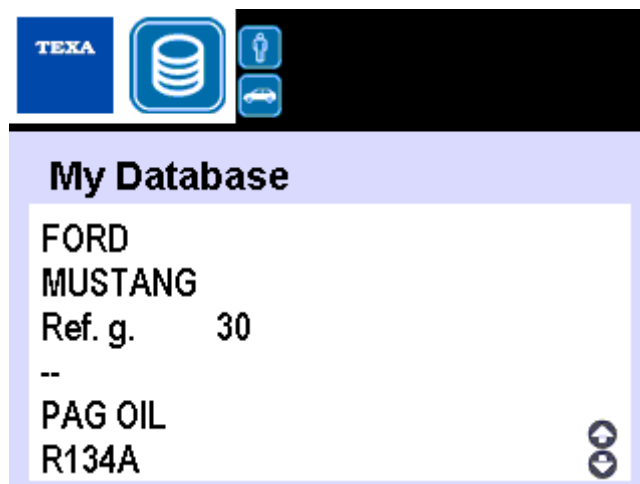 TEXA
My Database
FORD
MUSTANG
Ref. g. 30
--
PAG OIL
R134A